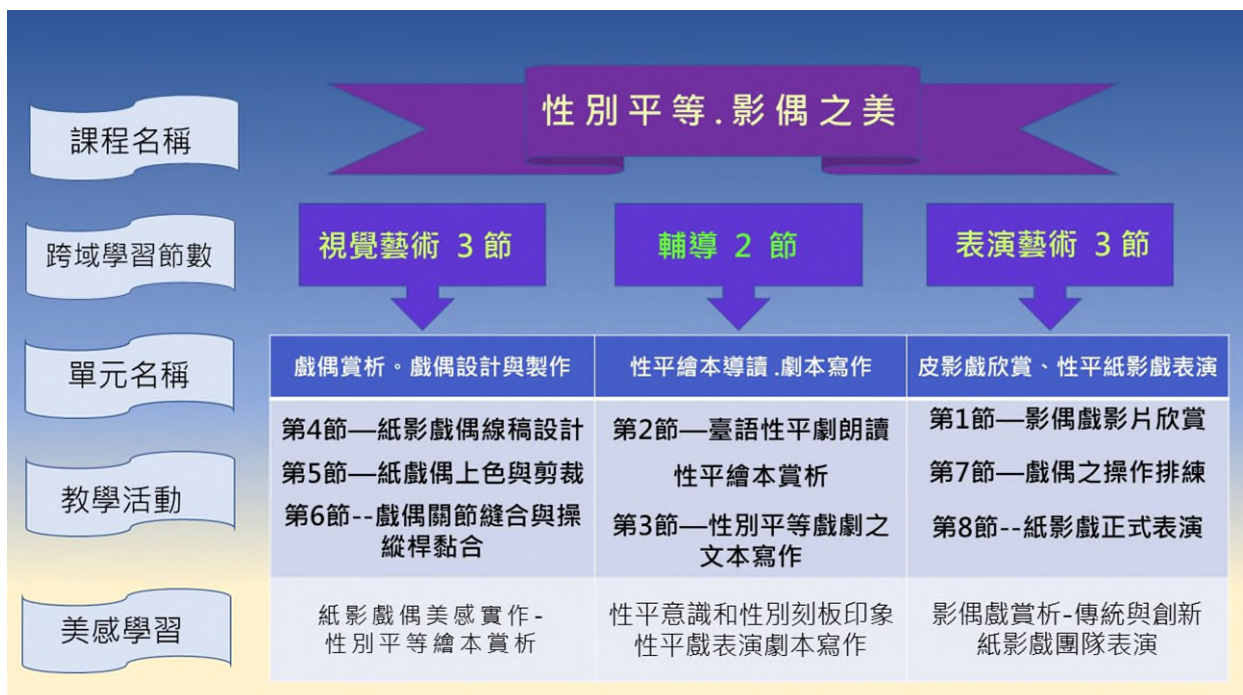 性別平等.影偶之美
課程名稱
跨域學習節數
視覺藝術 3 節
輔導 2 節
表演藝術 3 節
單元名稱
戲偶賞析。戲偶設計與製作
性平繪本導讀.劇本寫作
皮影戲欣賞、性平紙影戲表演
教學活動
第4節—紙影戲偶線稿設計
第5節—紙戲偶上色與剪裁
第6節--戲偶關節縫合與操
縱桿黏合
第2節—臺語性平劇朗讀
性平繪本賞析
第3節—性別平等戲劇之
文本寫作
第1節—影偶戲影片欣賞
第7節—戲偶之操作排練
第8節--紙影戲正式表演
美感學習
紙影戲偶美感實作-
性別平等繪本賞析
性平意識和性別刻板印象
性平戲表演劇本寫作
影偶戲賞析-傳統與創新
紙影戲團隊表演